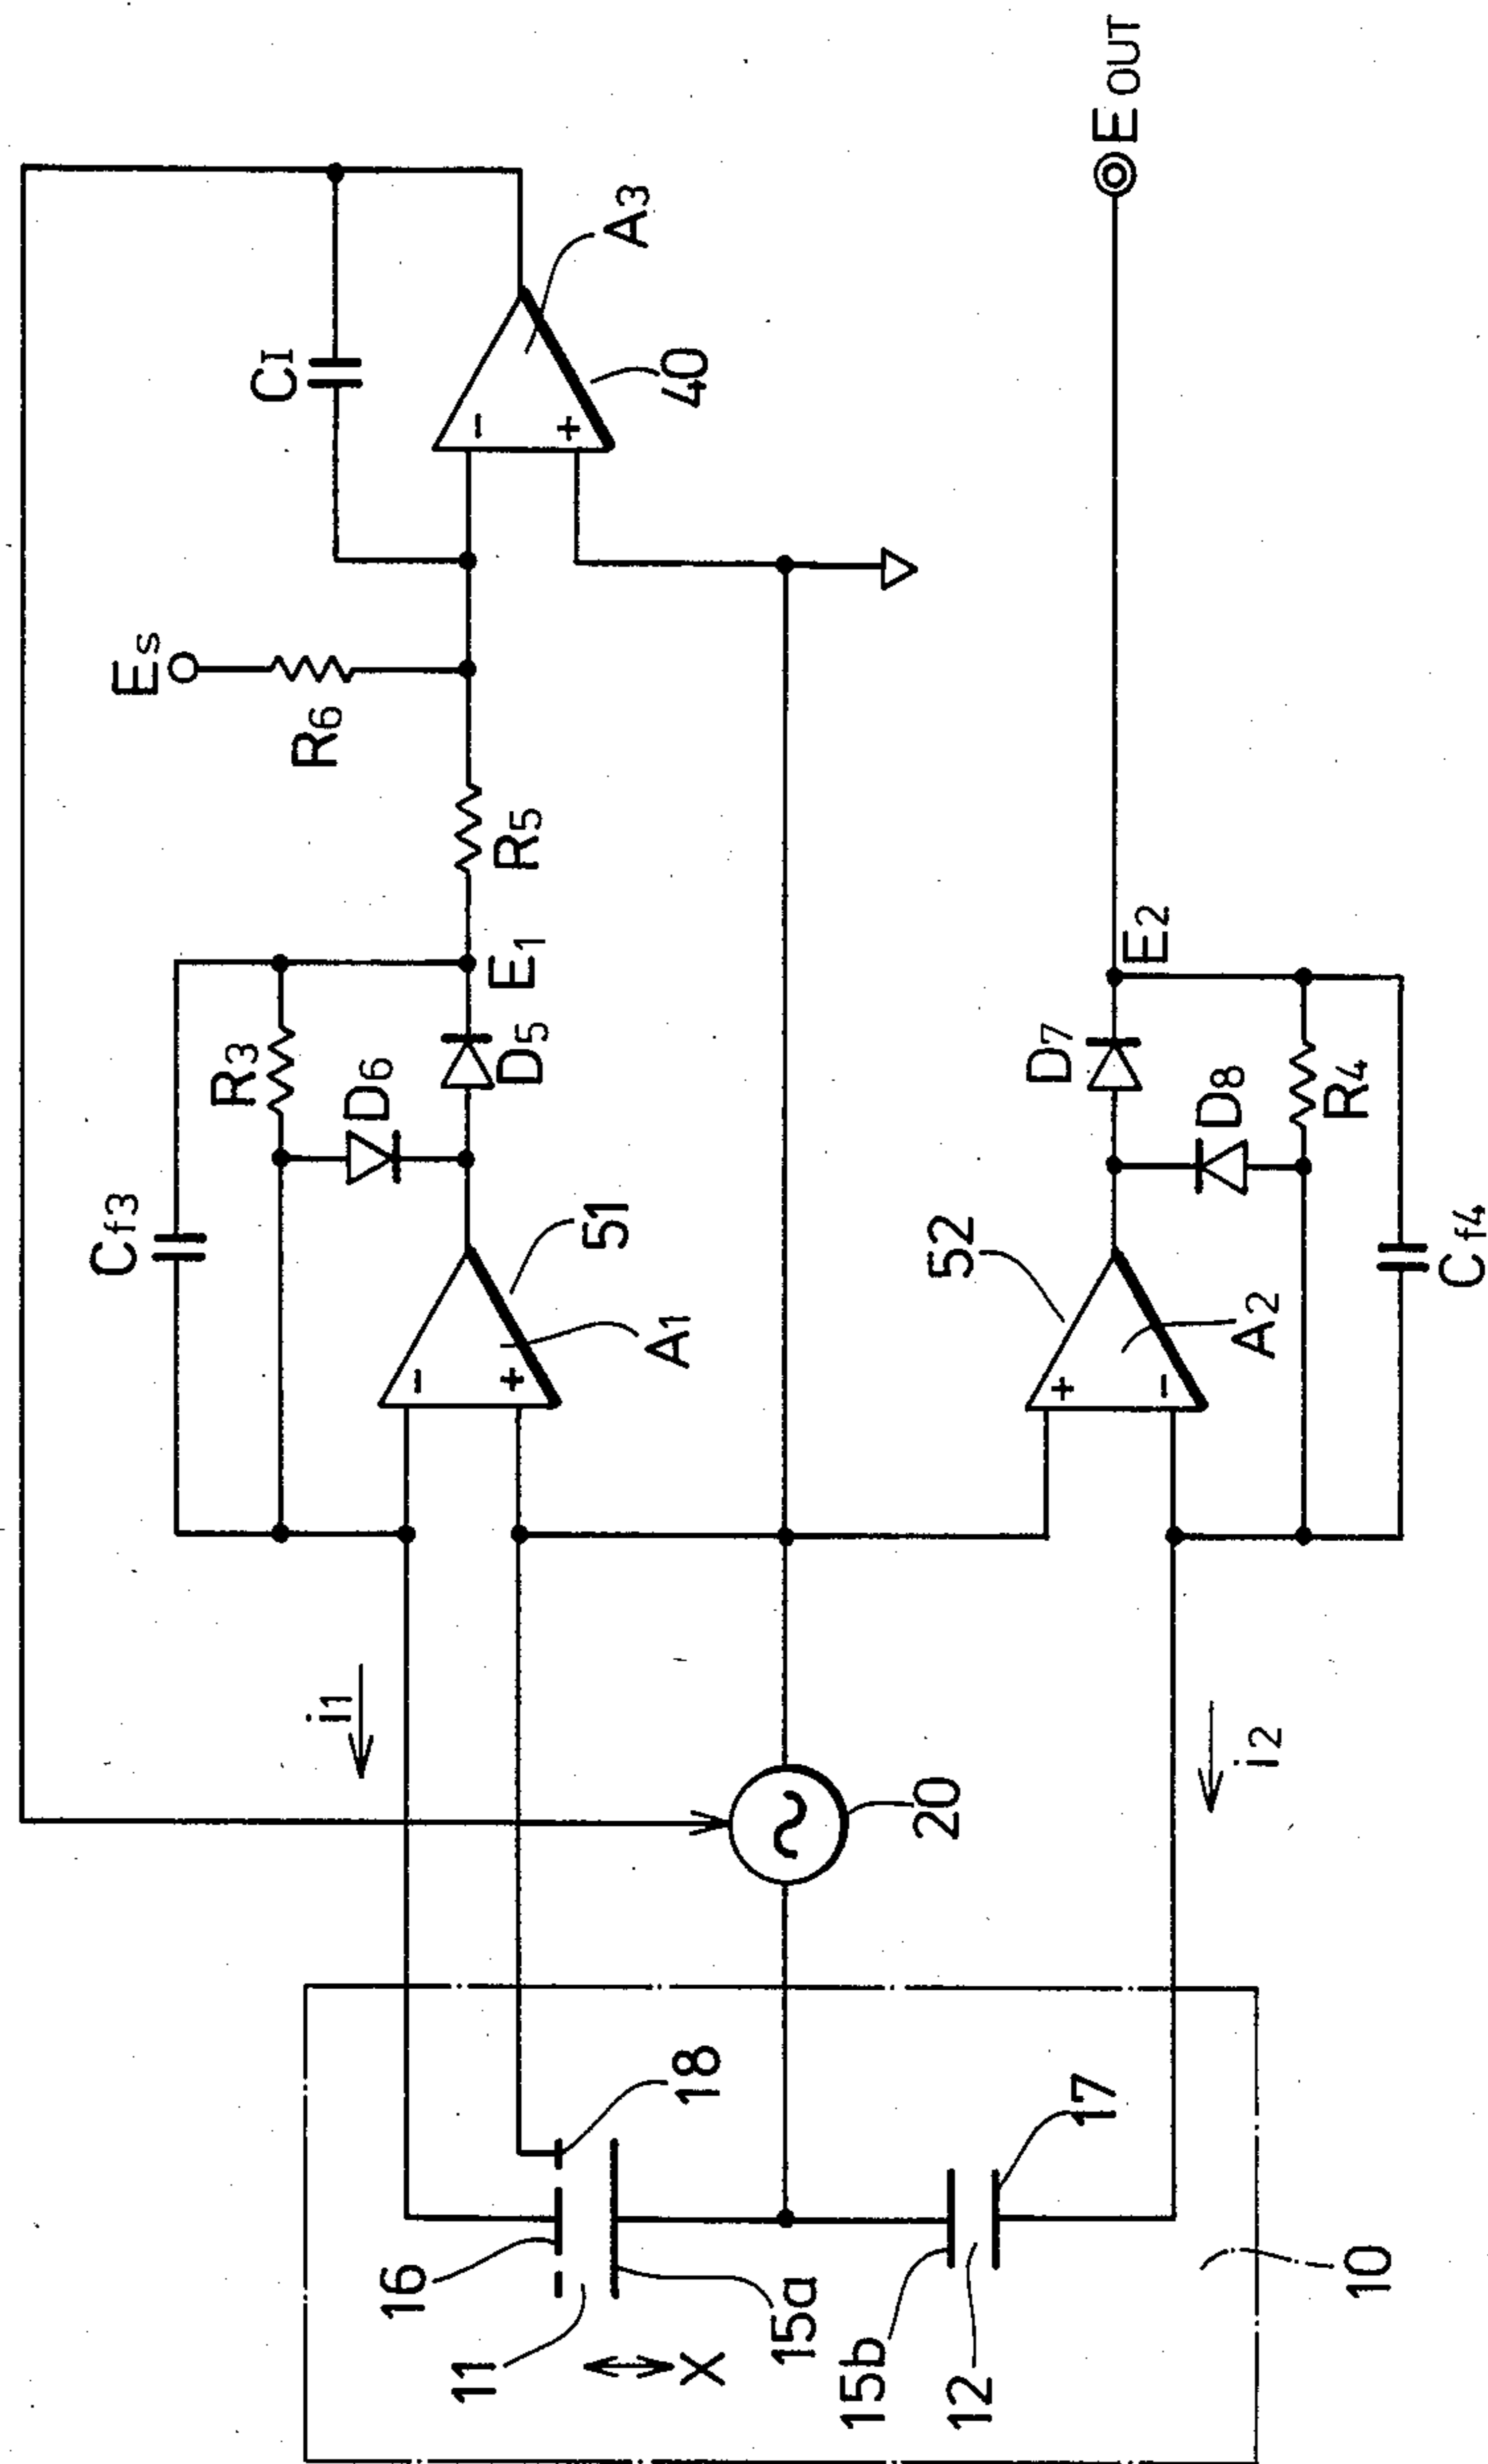 Es
CI
R6
A3
40
Cf3
R3
D6
D5
E1
R5
51
A1
-
+
-
+
i1
20
E OUT
E2
D7
D8
R4
52
A2
+
-
Cf4
i2
16
18
11
X
15a
15b
12
17
10